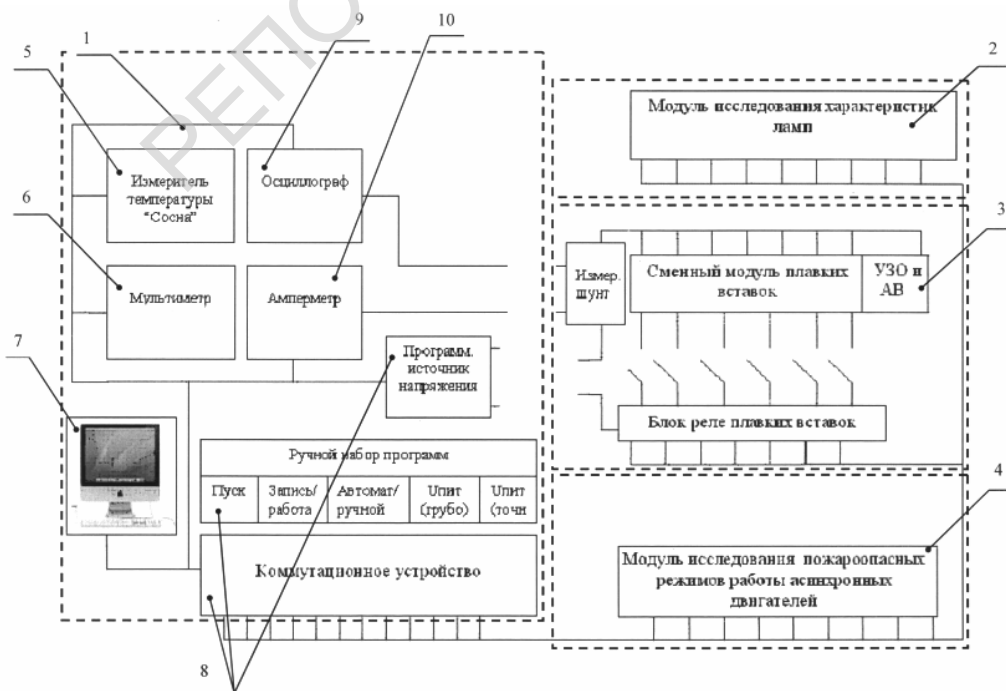 РЕПО
1
9
10
5
2
Модуль исследования характеристик
ламп
Измеритель
температуры
"Сосна"
Осциллограф
6
3
Измер.
шунт
Сменный модуль плавких
вставок
УЗО и
АВ
Мультиметр
Амперметр
7
Программ.
источник
напряжения
Блок реле плавких вставок
Ручной набор программ
Пуск
Запись/
работа
Автомат/
ручной
Uпит
(грубо)
Uпит
(точн
4
Коммутационное устройство
Модуль исследования пожароопасных
режимов работы асинхронных
двигателей
8